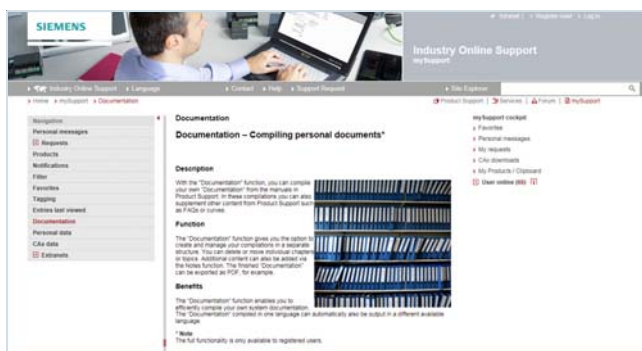 SIEMENS
Intranet | Register now! Log in
Industry Online Support
mySupport
Industry Online Support Language Contact Help Support Request Site Explorer
Home mySupport Documentation Product Support | Services | Forum | mySupport
Navigation
Personal messages
Requests
Products
Notifications
Filter
Favorites
Tagging
Entries last viewed
Documentation
Personal data
CAx data
Extranets
Documentation
Documentation – Compiling personal documents*
Description
With the "Documentation" function, you can compile
your own "Documentation" from the manuals in
Product Support. In these compilations you can also
supplement other content from Product Support such
as FAQs or curves.
Function
The "Documentation" function gives you the option to
create and manage your compilations in a separate
structure. You can delete or move individual chapters
or topics. Additional content can also be added via
the Notes function. The finished "Documentation"
can be exported as PDF, for example.
Benefits
The "Documentation" function enables you to
efficiently compile your own system documentation.
The "Documentation" compiled in one language can automatically also be output in a different available
language.
* Note
The full functionality is only available to registered users.
mySupport cockpit
Favorites
Personal messages
My requests
CAx downloads
My Products / Clipboard
User online (69)